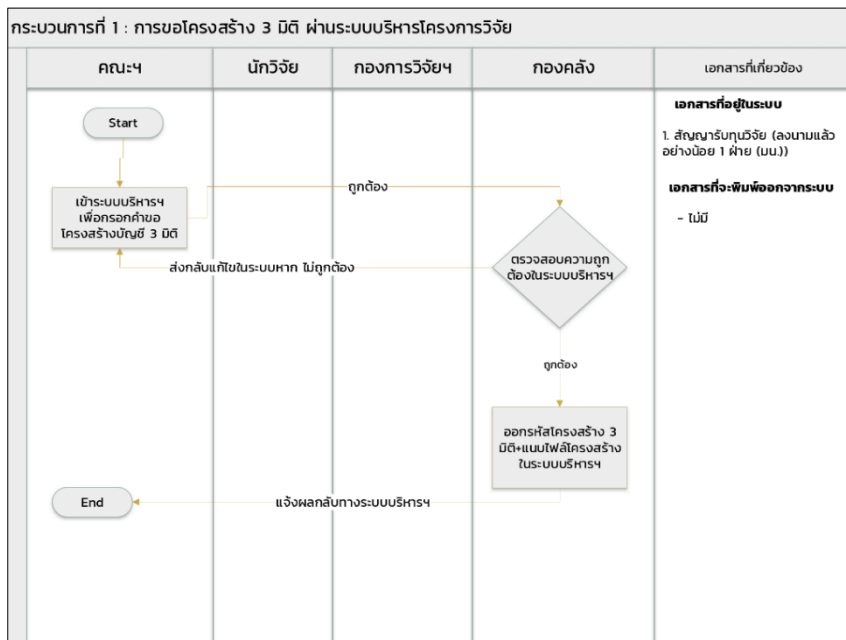 กระบวนการที่ 1 : การขอโครงสร้าง 3 มิติ ผ่านระบบบริหารโครงการวิจัย
คณะฯ
นักวิจัย
กองการวิจัยฯ
กองคลัง
เอกสารที่เกี่ยวข้อง
Start
เข้าระบบบริหารฯ
เพื่อกรอกคำขอ
โครงสร้างบัญชี 3 มิติ
ถูกต้อง
ส่งกลับแก้ไขในระบบหาก ไม่ถูกต้อง
ตรวจสอบความถูก
ต้องในระบบบริหารฯ
ถูกต้อง
ออกรหัสโครงสร้าง 3
มิติ+แนบไฟล์โครงสร้าง
ในระบบบริหารฯ
แจ้งผลกลับทางระบบบริหารฯ
End
เอกสารที่อยู่ในระบบ
1. สัญญารับทุนวิจัย (ลงนามแล้ว
อย่างน้อย 1 ฝ่าย (มน.))
เอกสารที่จะพิมพ์ออกจากระบบ
- ไม่มี